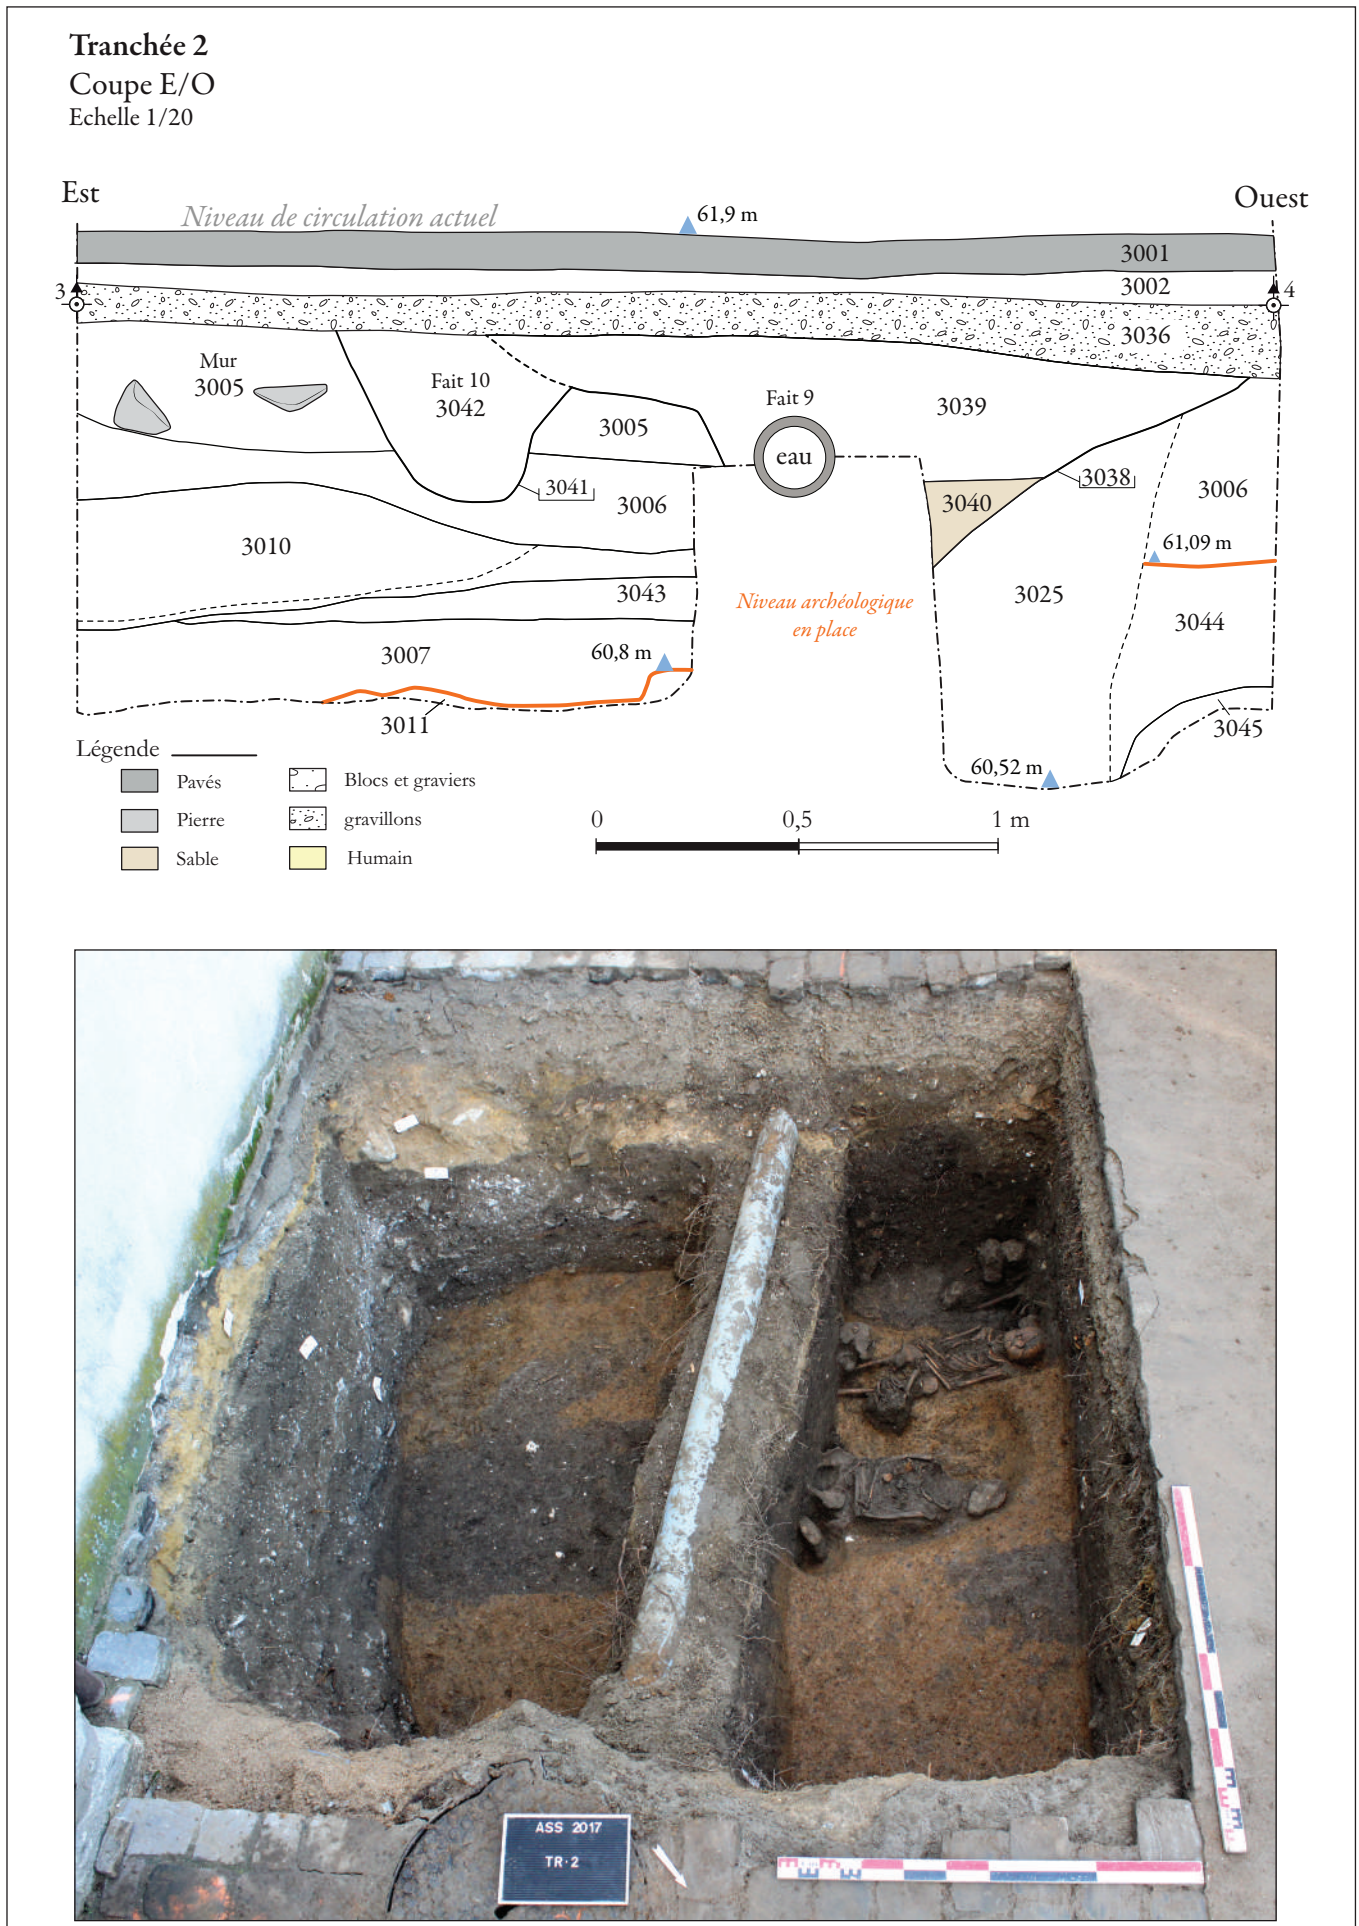 Tranchée 2
Coupe E/O
Echelle 1/20
Est
Ouest
Niveau de circulation actuel
61,9 m
3001
3002
3
4
3036
Mur
3005
Fait 10
3042
Fait 9
3039
3005
eau
3041
3038
3006
3040
3006
3010
61,09 m
3043
Niveau archéologique
en place
3025
3044
3007
60,8 m
3011
3045
60,52 m
Légende
Pavés
Blocs et graviers
Pierre
gravillons
Sable
Humain
0
0,5
1 m
ASS 2017
TR·2